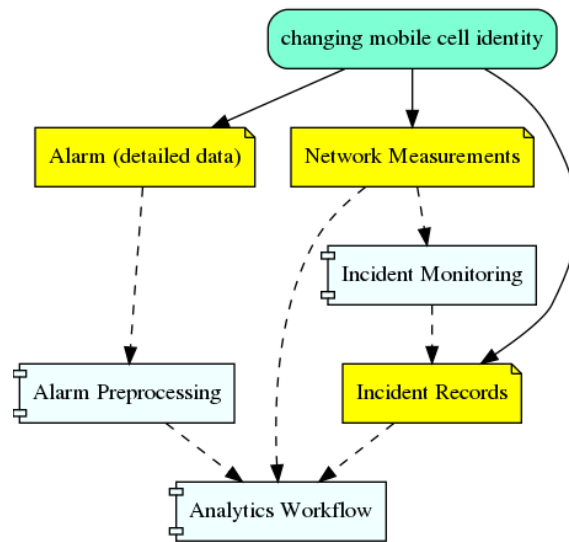 changing mobile cell identity
Alarm (detailed data)
Network Measurements
Incident Monitoring
Alarm Preprocessing
Incident Records
Analytics Workflow